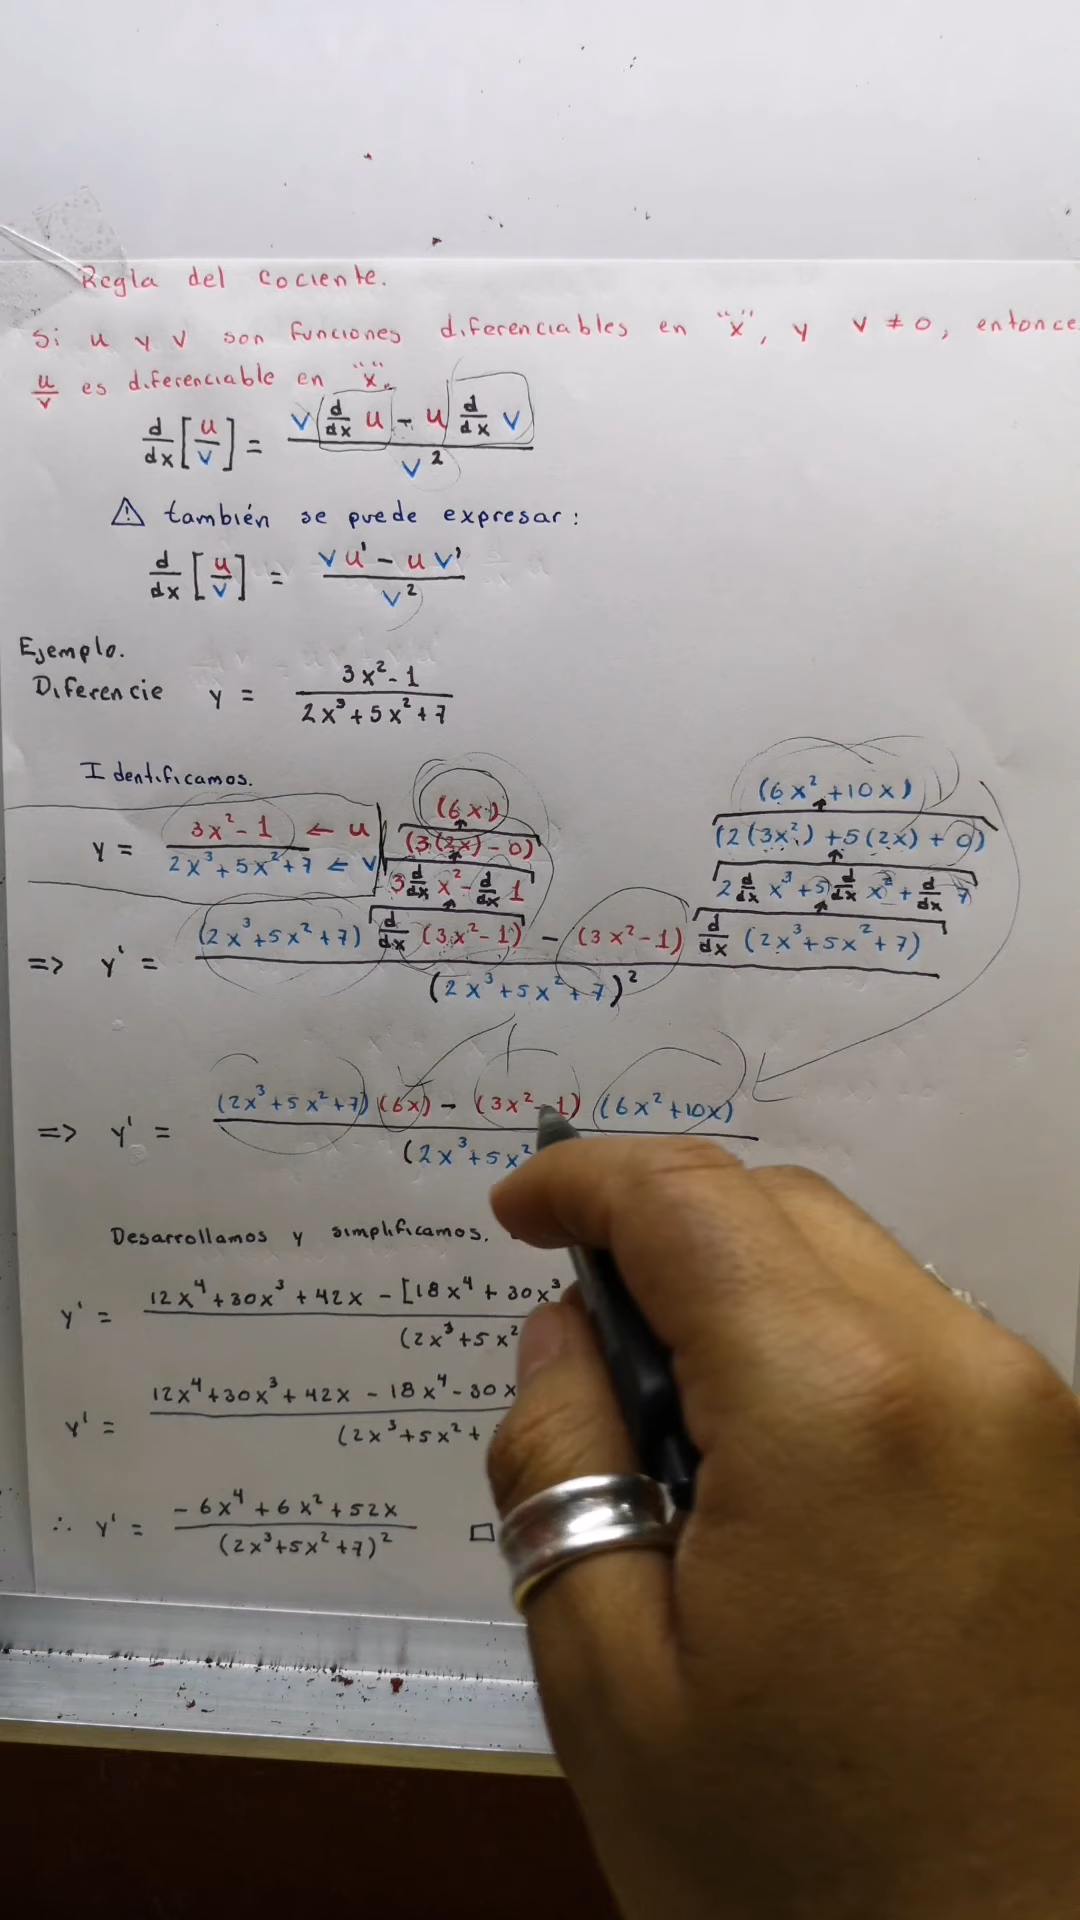 Regla del cociente.
Si u y v son funciones diferenciables en "x", y v ≠ 0, entonce
u/v es diferenciable en "x".
d/dx [u/v] = (v d/dx u - u d/dx v) / v²
⚠ también se puede expresar:
d/dx [u/v] = (v u' - u v') / v²
Ejemplo.
Diferencie y = (3x² - 1) / (2x³ + 5x² + 7)
Identificamos.
(6x) (6x² + 10x)
(3(2x) - 0) (2(3x²) + 5(2x) + 0)
3 d/dx x² - d/dx 1 2 d/dx x³ + 5 d/dx x² + d/dx 7
y = (3x² - 1) ← u / (2x³ + 5x² + 7) ← v
=> y' = ((2x³ + 5x² + 7) d/dx (3x² - 1) - (3x² - 1) d/dx (2x³ + 5x² + 7)) / (2x³ + 5x² + 7)²
=> y' = ((2x³ + 5x² + 7)(6x) - (3x² - 1)(6x² + 10x)) / (2x³ + 5x²
Desarrollamos y simplificamos.
y' = 12x⁴ + 30x³ + 42x - [18x⁴ + 30x³ / (2x³ + 5x²
y' = 12x⁴ + 30x³ + 42x - 18x⁴ - 30x / (2x³ + 5x² +
∴ y' = (-6x⁴ + 6x² + 52x) / (2x³ + 5x² + 7)² □